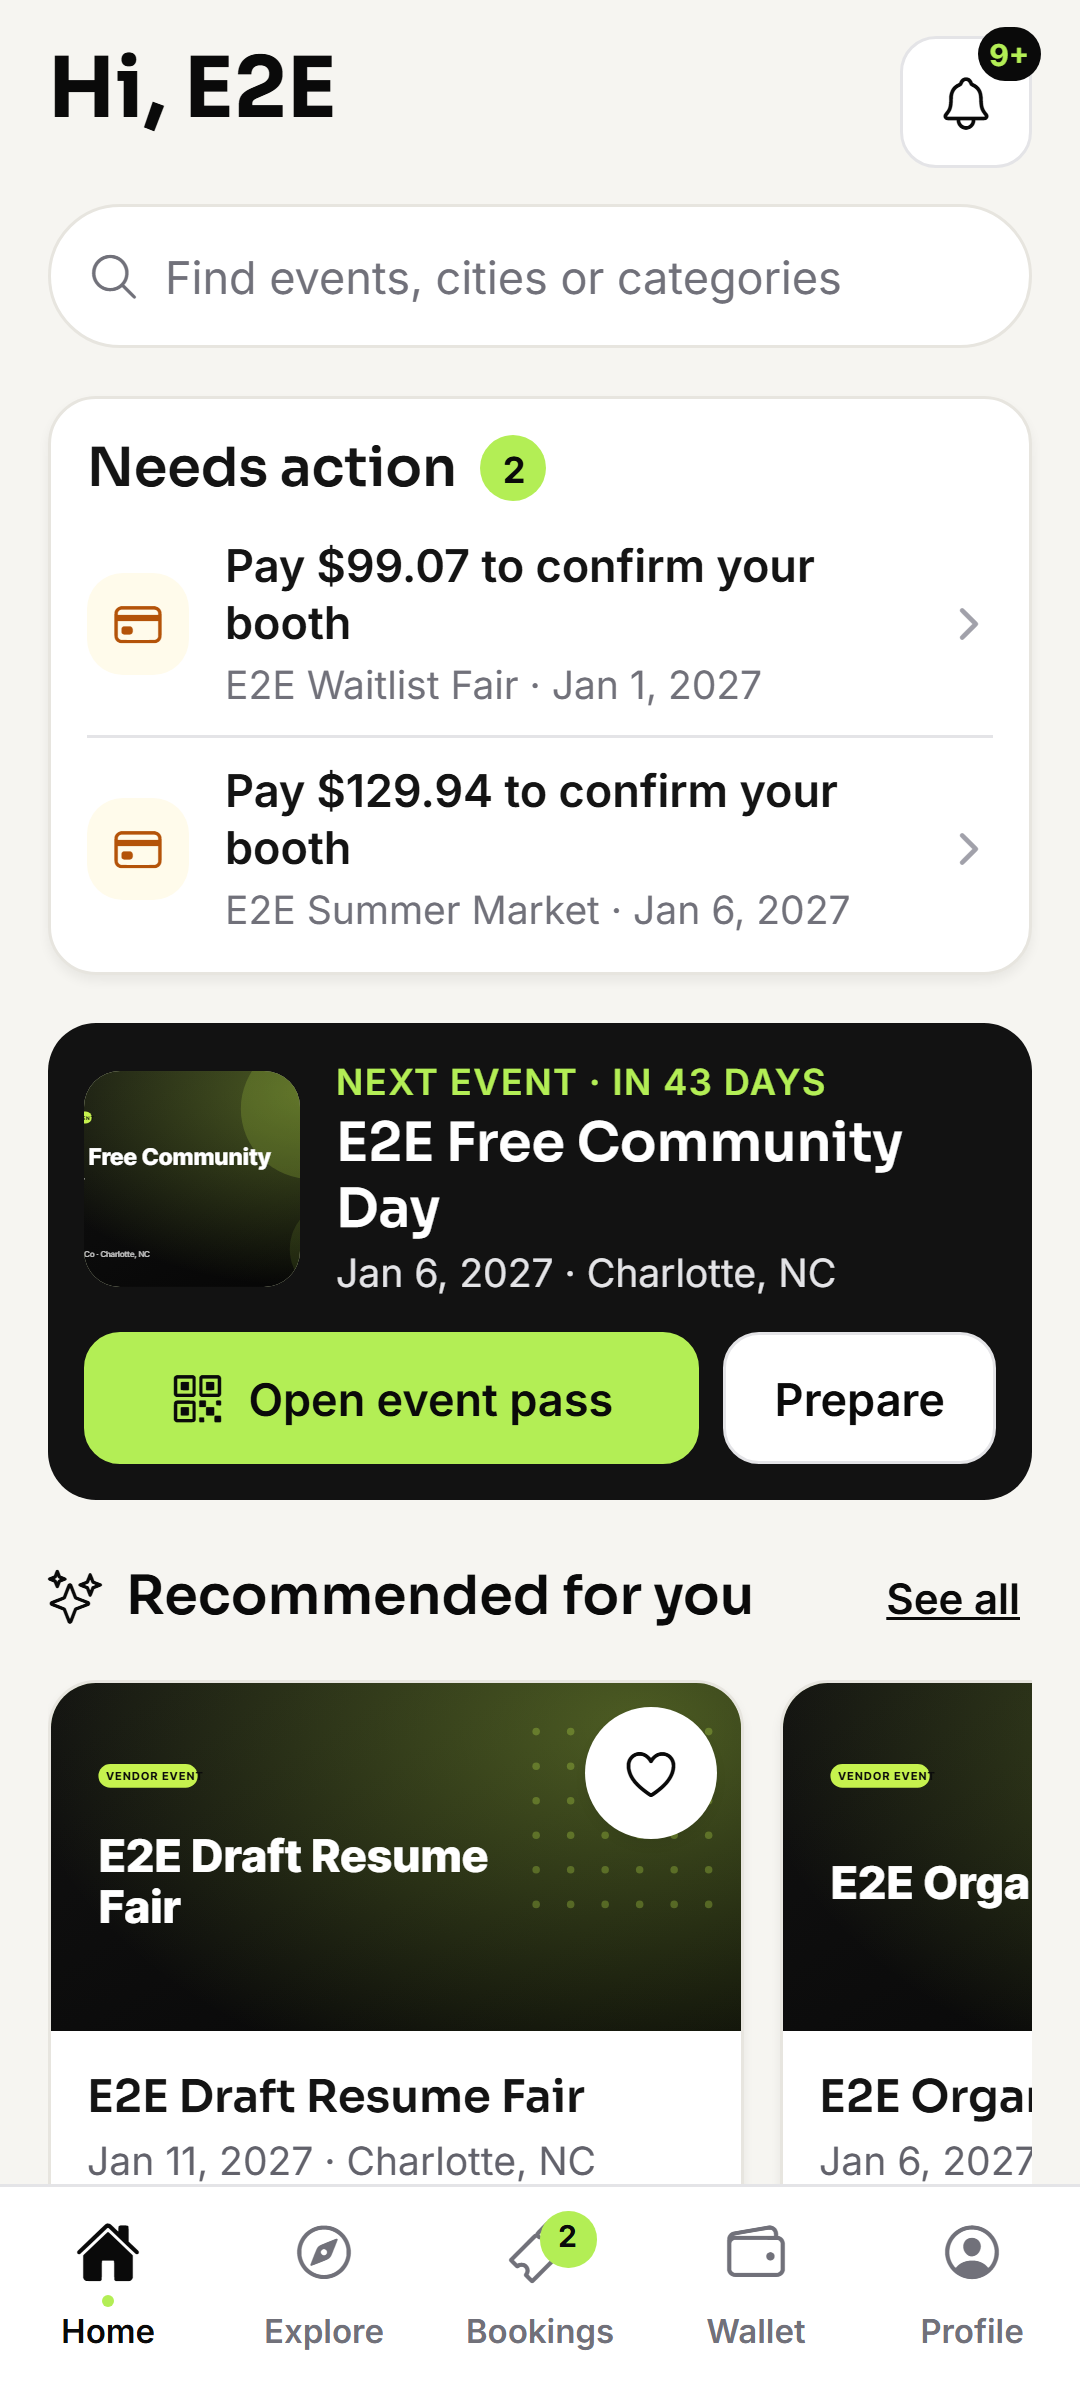 Hi, E2E
9+
Find events, cities or categories
Needs action 2
Pay $99.07 to confirm your
booth
E2E Waitlist Fair · Jan 1, 2027
Pay $129.94 to confirm your
booth
E2E Summer Market · Jan 6, 2027
Free Community
Co · Charlotte, NC
NEXT EVENT · IN 43 DAYS
E2E Free Community
Day
Jan 6, 2027 · Charlotte, NC
Open event pass
Prepare
Recommended for you
See all
VENDOR EVENT
E2E Draft Resume
Fair
VENDOR EVENT
E2E Orga
E2E Draft Resume Fair
Jan 11, 2027 · Charlotte, NC
E2E Organ
Jan 6, 2027
2
Home
Explore
Bookings
Wallet
Profile